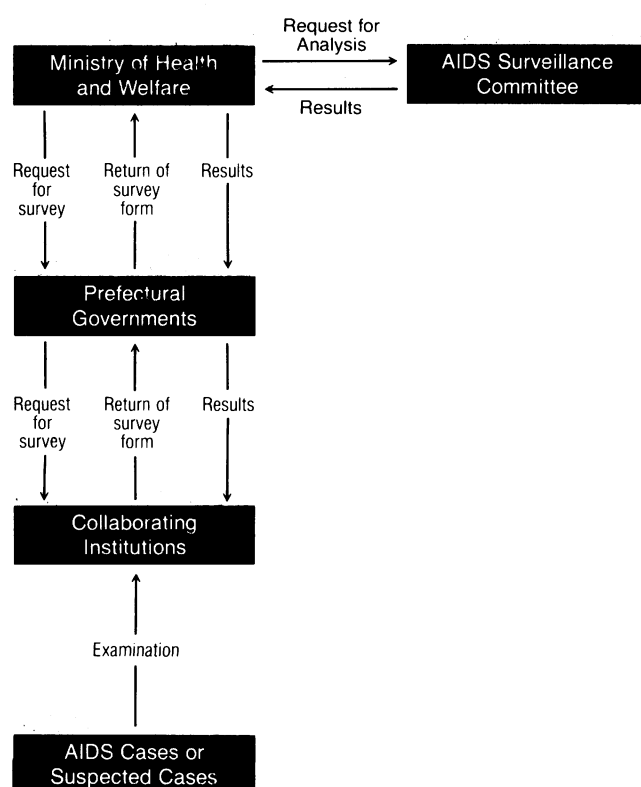 Request for
Analysis
Ministry of Health
and Welfare
AIDS Surveillance
Committee
Results
Request
for
survey
Return of
survey
form
Results
Prefectural
Governments
Request
for
survey
Return of
survey
form
Results
Collaborating
Institutions
Examination
AIDS Cases or
Suspected Cases